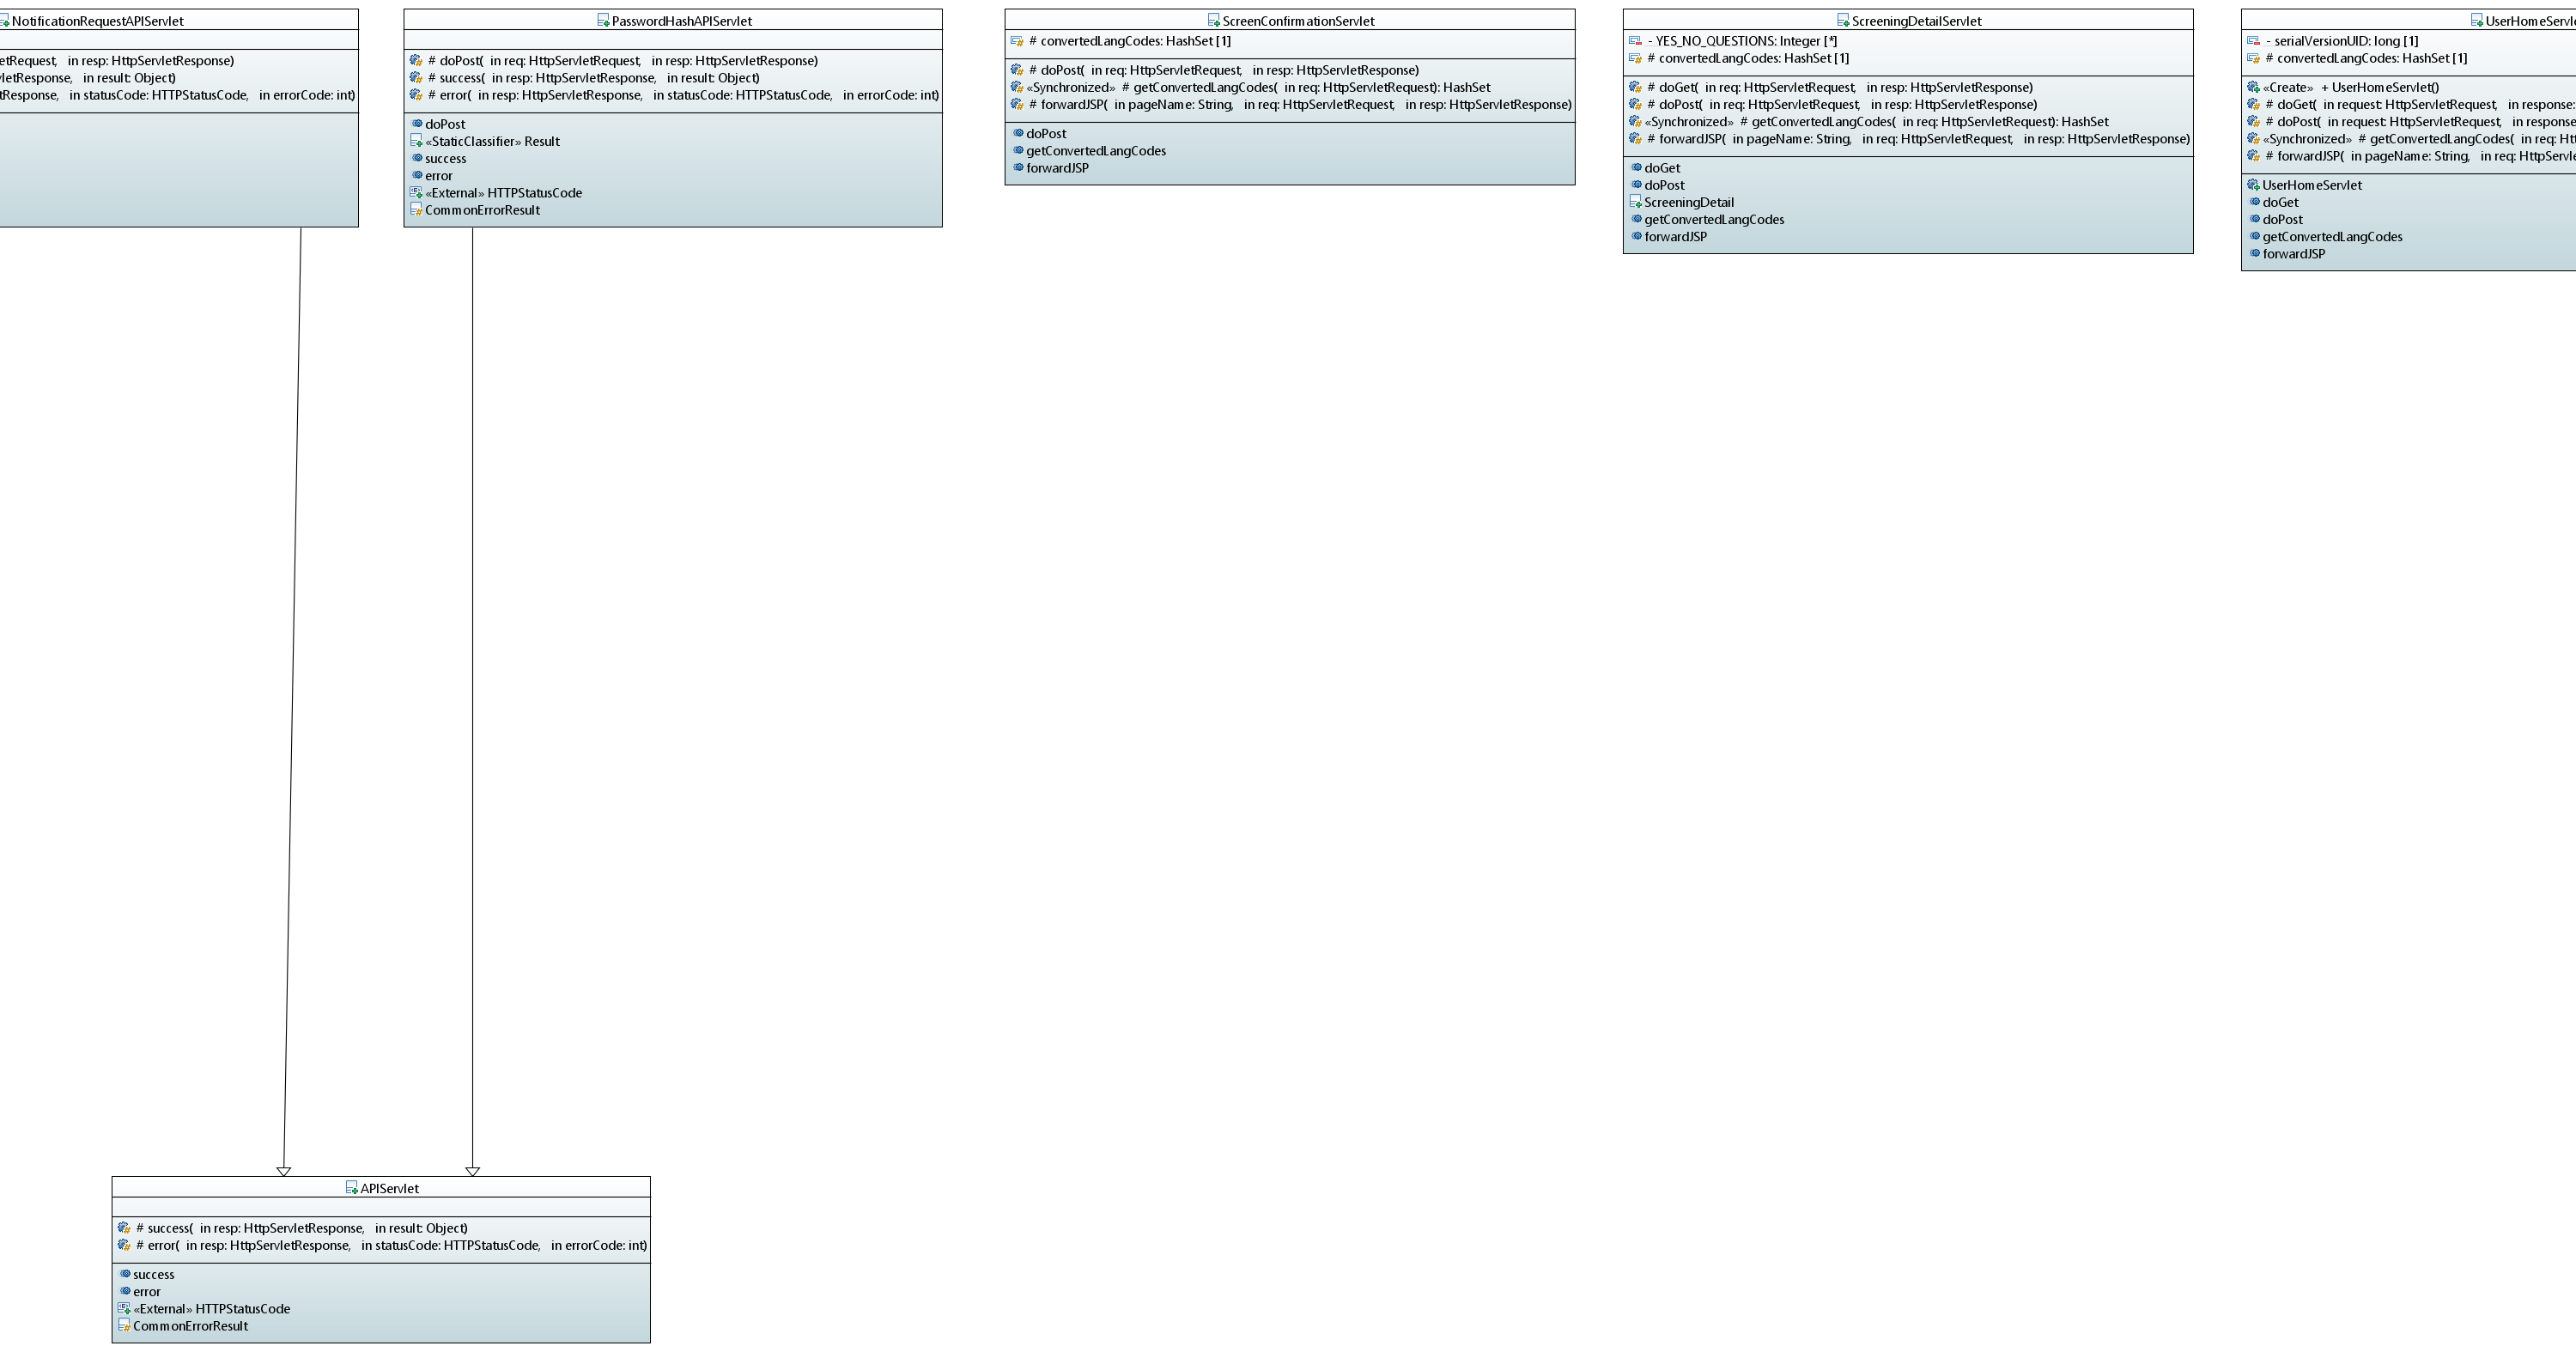 NotificationRequestAPIServlet
etRequest, in resp: HttpServletResponse)
vletResponse, in result: Object)
tResponse, in statusCode: HTTPStatusCode, in errorCode: int)
PasswordHashAPIServlet
# doPost( in req: HttpServletRequest, in resp: HttpServletResponse)
# success( in resp: HttpServletResponse, in result: Object)
# error( in resp: HttpServletResponse, in statusCode: HTTPStatusCode, in errorCode: int)
doPost
«StaticClassifier» Result
success
error
«External» HTTPStatusCode
CommonErrorResult
ScreenConfirmationServlet
# convertedLangCodes: HashSet [1]
# doPost( in req: HttpServletRequest, in resp: HttpServletResponse)
«Synchronized» # getConvertedLangCodes( in req: HttpServletRequest): HashSet
# forwardJSP( in pageName: String, in req: HttpServletRequest, in resp: HttpServletResponse)
doPost
getConvertedLangCodes
forwardJSP
ScreeningDetailServlet
- YES_NO_QUESTIONS: Integer [*]
# convertedLangCodes: HashSet [1]
# doGet( in req: HttpServletRequest, in resp: HttpServletResponse)
# doPost( in req: HttpServletRequest, in resp: HttpServletResponse)
«Synchronized» # getConvertedLangCodes( in req: HttpServletRequest): HashSet
# forwardJSP( in pageName: String, in req: HttpServletRequest, in resp: HttpServletResponse)
doGet
doPost
ScreeningDetail
getConvertedLangCodes
forwardJSP
UserHomeServle
- serialVersionUID: long [1]
# convertedLangCodes: HashSet [1]
«Create» + UserHomeServlet()
# doGet( in request: HttpServletRequest, in response:
# doPost( in request: HttpServletRequest, in response
«Synchronized» # getConvertedLangCodes( in req: Htt
# forwardJSP( in pageName: String, in req: HttpServle
UserHomeServlet
doGet
doPost
getConvertedLangCodes
forwardJSP
APIServlet
# success( in resp: HttpServletResponse, in result: Object)
# error( in resp: HttpServletResponse, in statusCode: HTTPStatusCode, in errorCode: int)
success
error
«External» HTTPStatusCode
CommonErrorResult